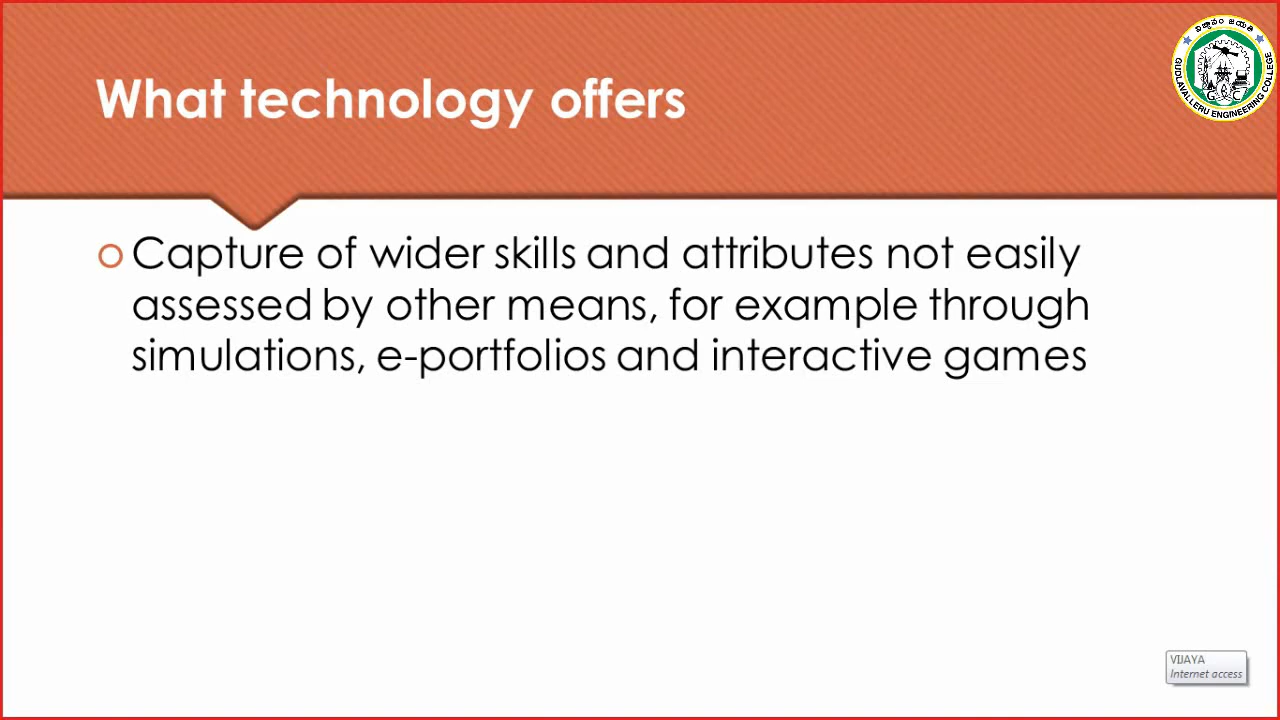 విజ్ఞానం జయతి
GUDLAVALLERU ENGINEERING COLLEGE
What technology offers
Capture of wider skills and attributes not easily
assessed by other means, for example through
simulations, e-portfolios and interactive games
VIJAYA
Internet access